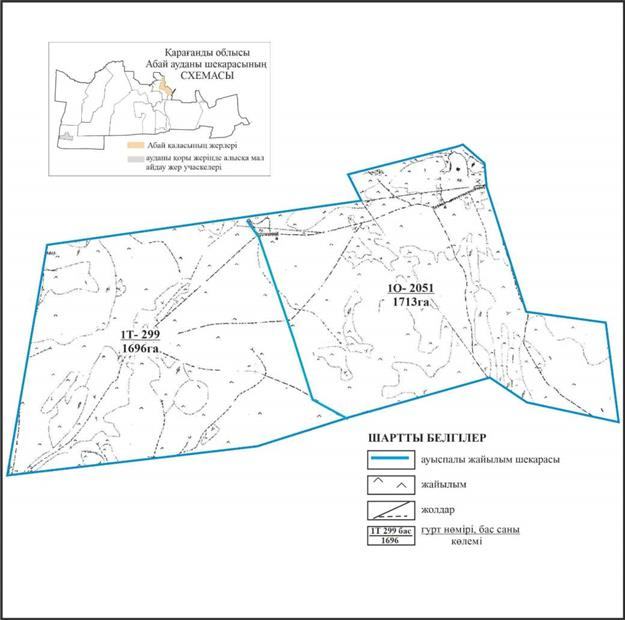 Қарағанды облысы
Абай ауданы шекарасының
СХЕМАСЫ
Абай қаласының жерлері
ауданы қоры жерінде алысқа мал
айдау жер учаскелері
1О- 2051
1713га
1Т- 299
1696га
ШАРТТЫ БЕЛГІЛЕР
ауыспалы жайылым шекарасы
жайылым
жолдар
1Т 299 бас
1696
гурт нөмірі, бас саны
көлемі